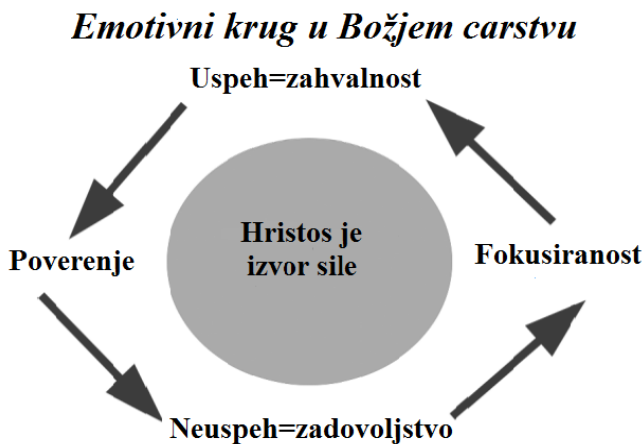 Emotivni krug u Božjem carstvu
Uspeh=zahvalnost
Hristos je
izvor sile
Poverenje
Fokusiranost
Neuspeh=zadovoljstvo